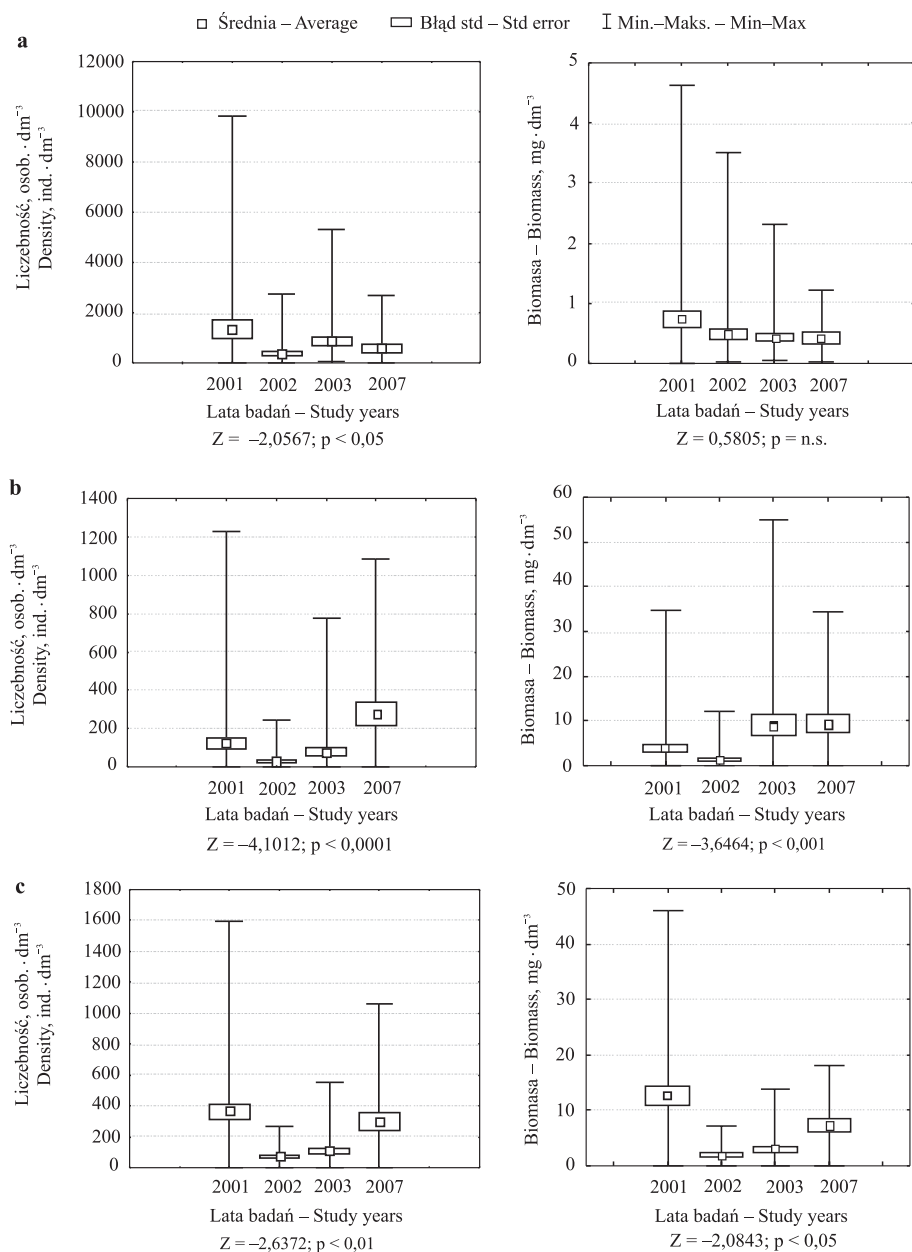 Średnia – Average Błąd std – Std error Min.–Maks. – Min–Max
a
Liczebność, osob. · dm⁻³
Density, ind. · dm⁻³
12000
10000
8000
6000
4000
2000
0
2001 2002 2003 2007
Lata badań – Study years
Z = –2,0567; p < 0,05
Biomasa – Biomass, mg · dm⁻³
5
4
3
2
1
0
2001 2002 2003 2007
Lata badań – Study years
Z = 0,5805; p = n.s.
b
Liczebność, osob. · dm⁻³
Density, ind. · dm⁻³
1400
1200
1000
800
600
400
200
0
2001 2002 2003 2007
Lata badań – Study years
Z = –4,1012; p < 0,0001
Biomasa – Biomass, mg · dm⁻³
60
50
40
30
20
10
0
2001 2002 2003 2007
Lata badań – Study years
Z = –3,6464; p < 0,001
c
Liczebność, osob. · dm⁻³
Density, ind. · dm⁻³
1800
1600
1400
1200
1000
800
600
400
200
0
2001 2002 2003 2007
Lata badań – Study years
Z = –2,6372; p < 0,01
Biomasa – Biomass, mg · dm⁻³
50
40
30
20
10
0
2001 2002 2003 2007
Lata badań – Study years
Z = –2,0843; p < 0,05